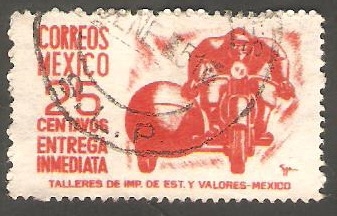 CORREOS
MEXICO
25
CENTAVOS
ENTREGA
INMEDIATA
TALLERES DE IMP. DE EST. Y VALORES-MEXICO